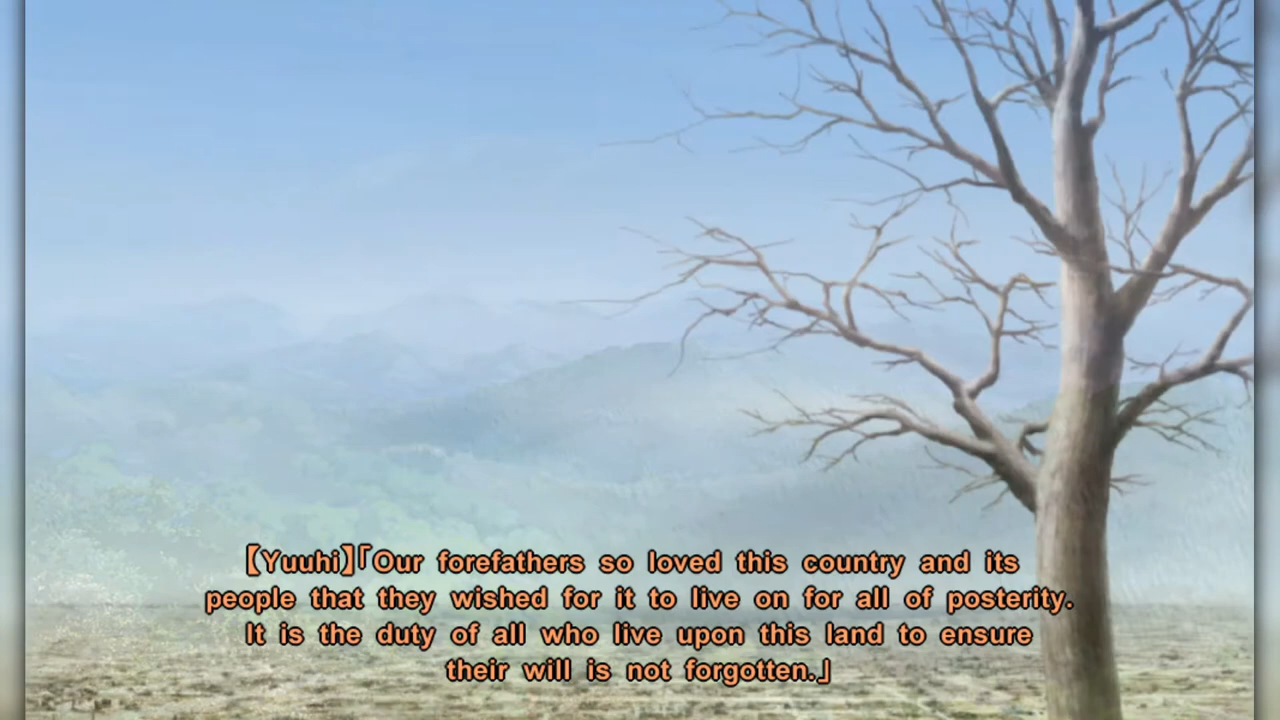 【Yuuhi】「Our forefathers so loved this country and its
people that they wished for it to live on for all of posterity.
It is the duty of all who live upon this land to ensure
their will is not forgotten.」